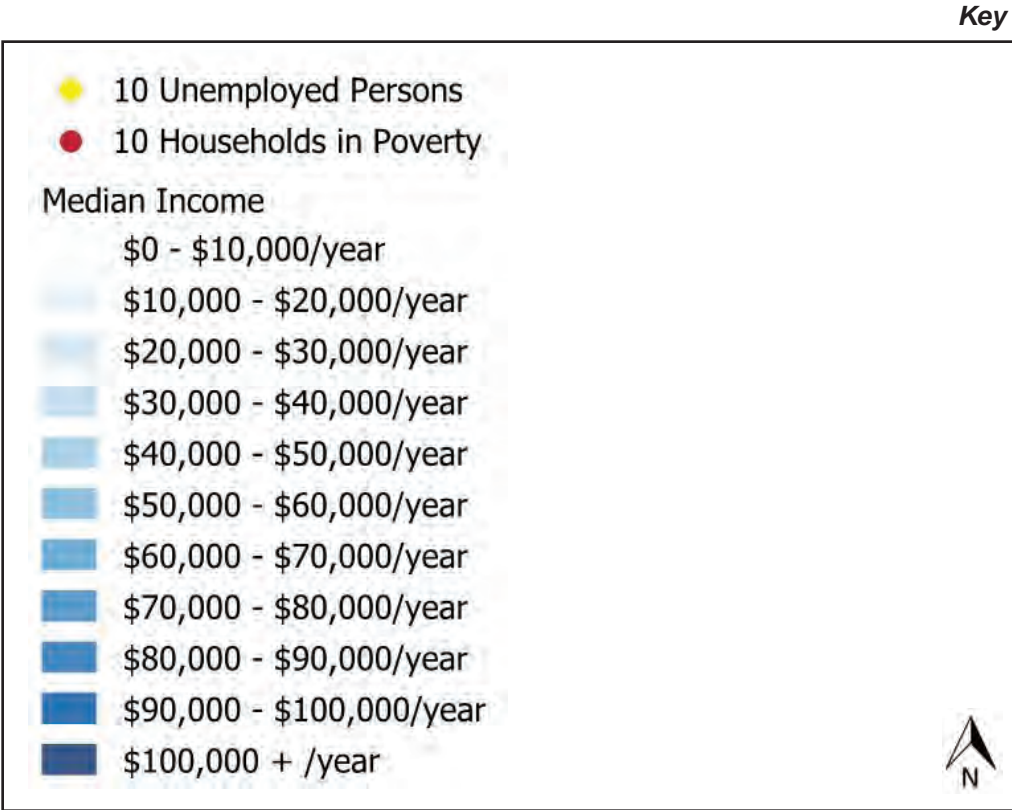 Key
10 Unemployed Persons
10 Households in Poverty
Median Income
$0 - $10,000/year
$10,000 - $20,000/year
$20,000 - $30,000/year
$30,000 - $40,000/year
$40,000 - $50,000/year
$50,000 - $60,000/year
$60,000 - $70,000/year
$70,000 - $80,000/year
$80,000 - $90,000/year
$90,000 - $100,000/year
$100,000 + /year
N